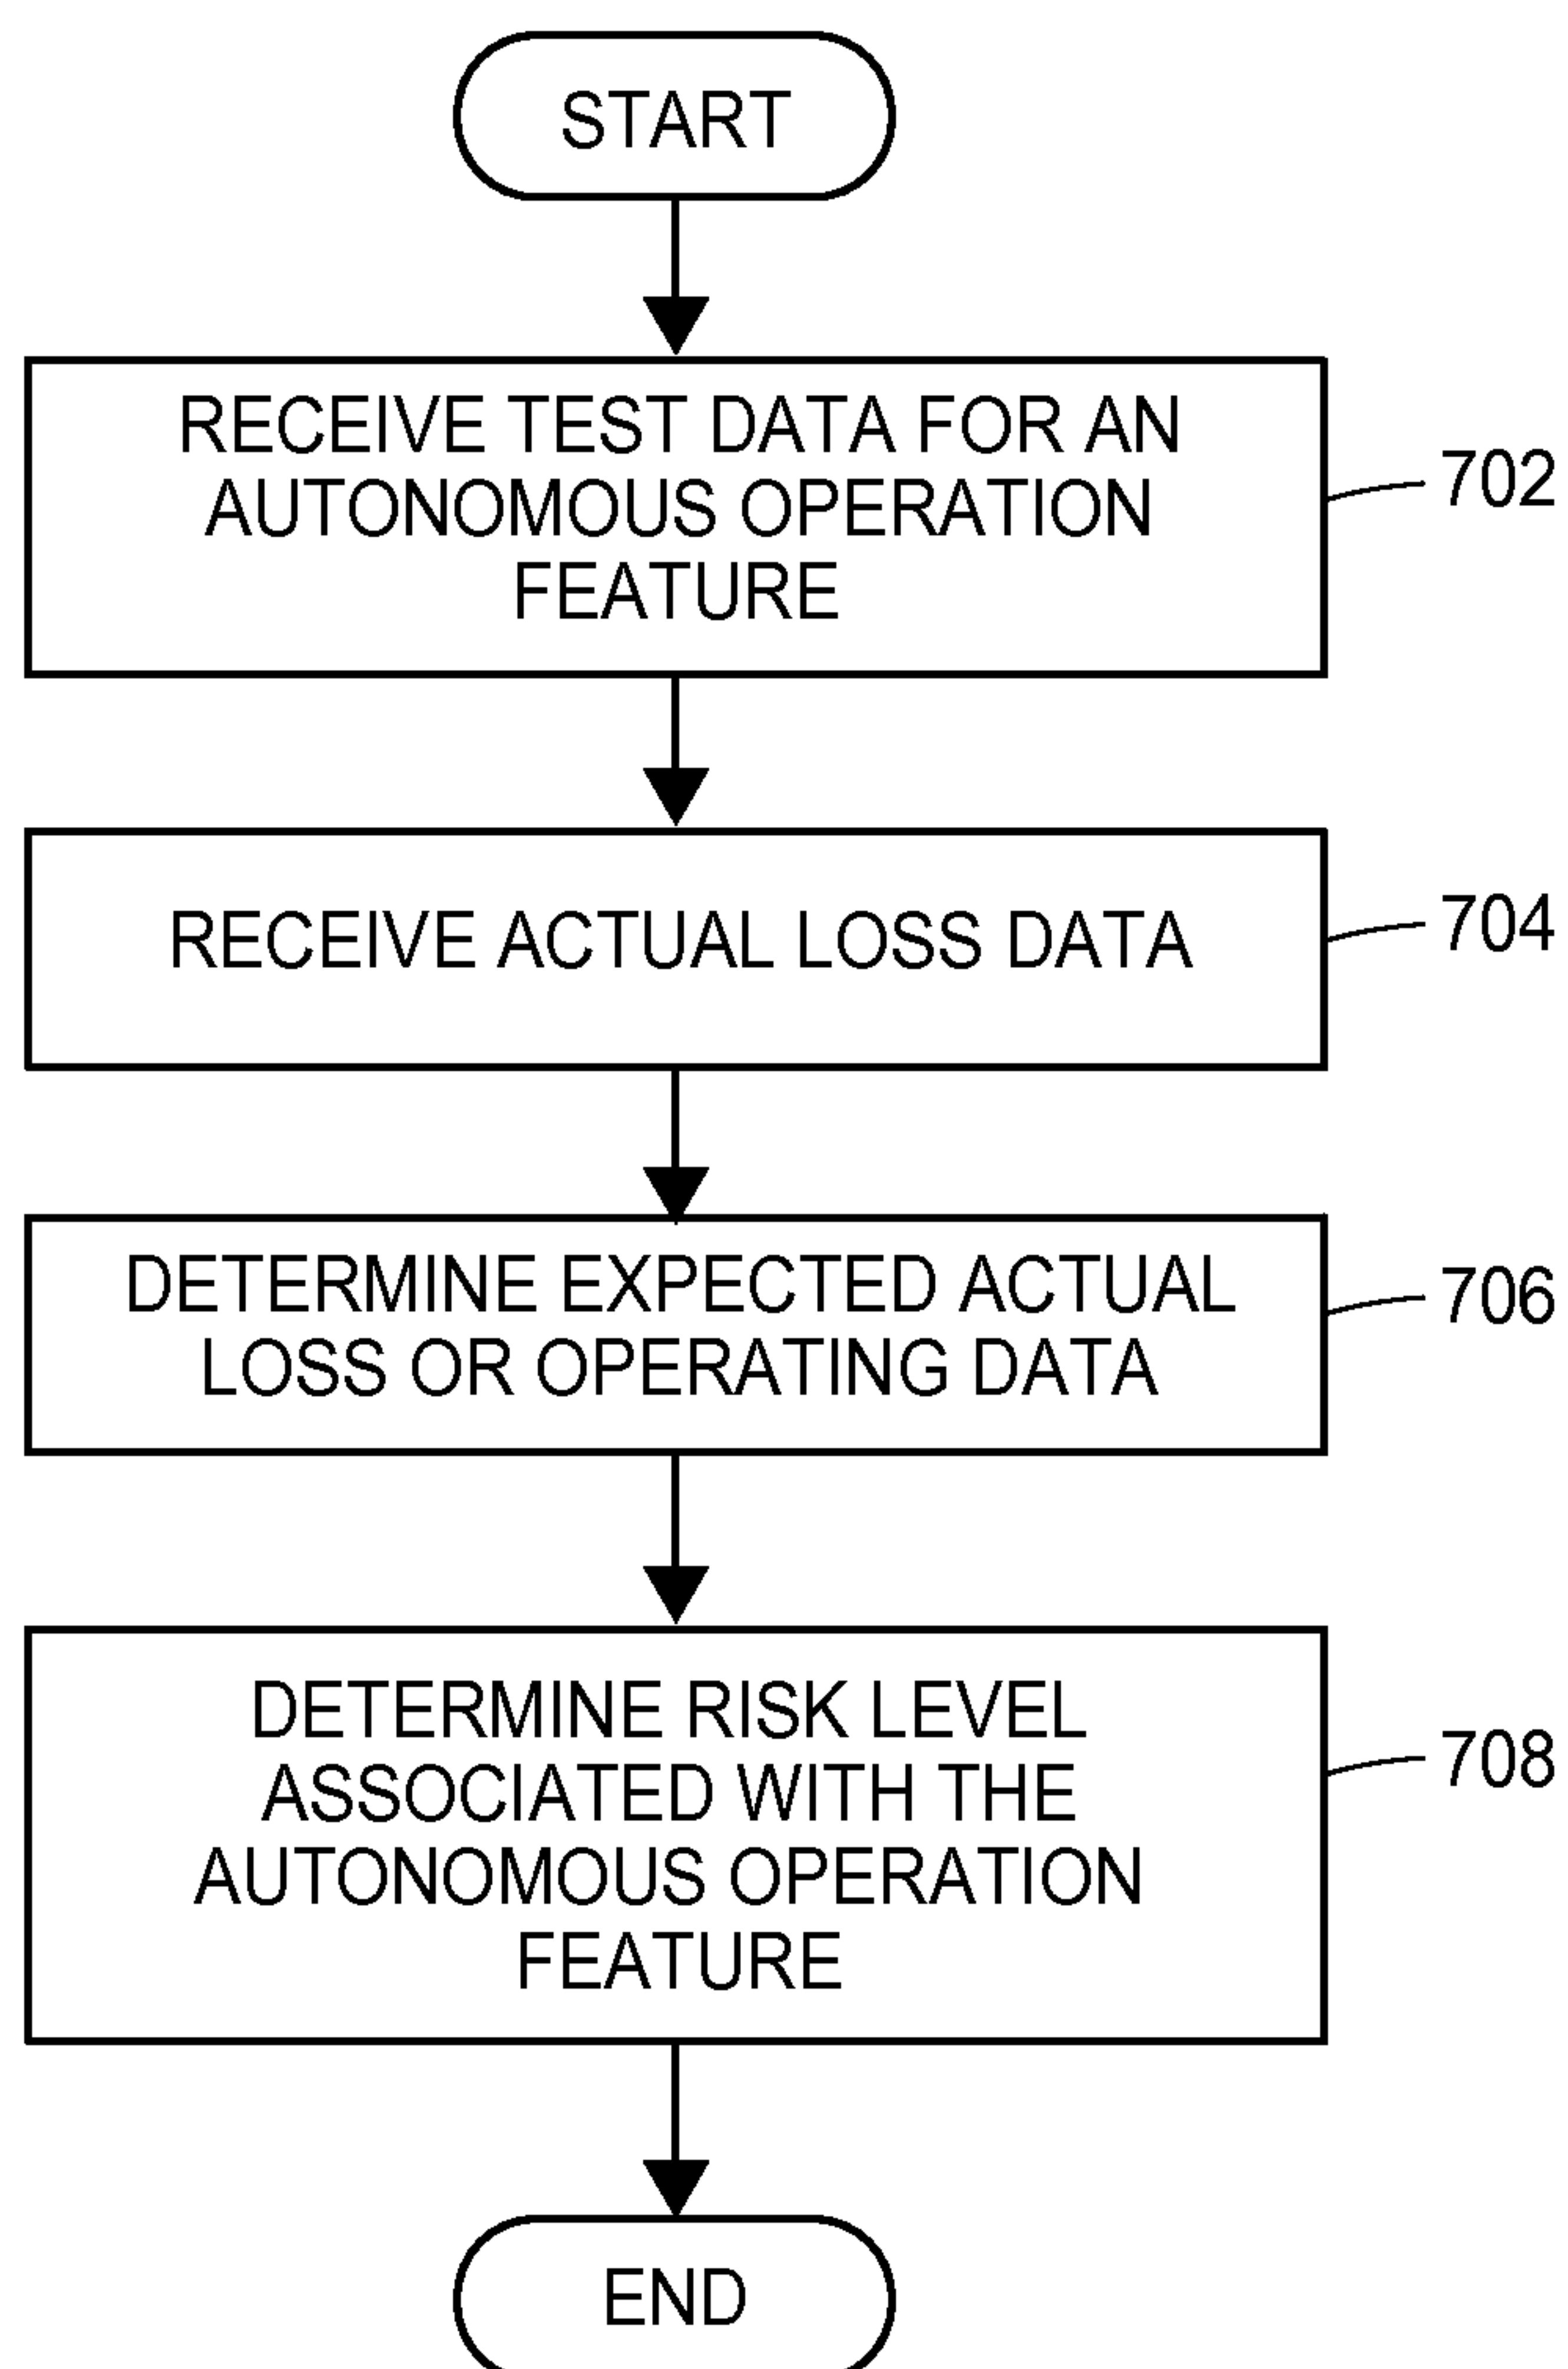 START
RECEIVE TEST DATA FOR AN
AUTONOMOUS OPERATION
FEATURE
702
RECEIVE ACTUAL LOSS DATA
704
DETERMINE EXPECTED ACTUAL
LOSS OR OPERATING DATA
706
DETERMINE RISK LEVEL
ASSOCIATED WITH THE
AUTONOMOUS OPERATION
FEATURE
708
END